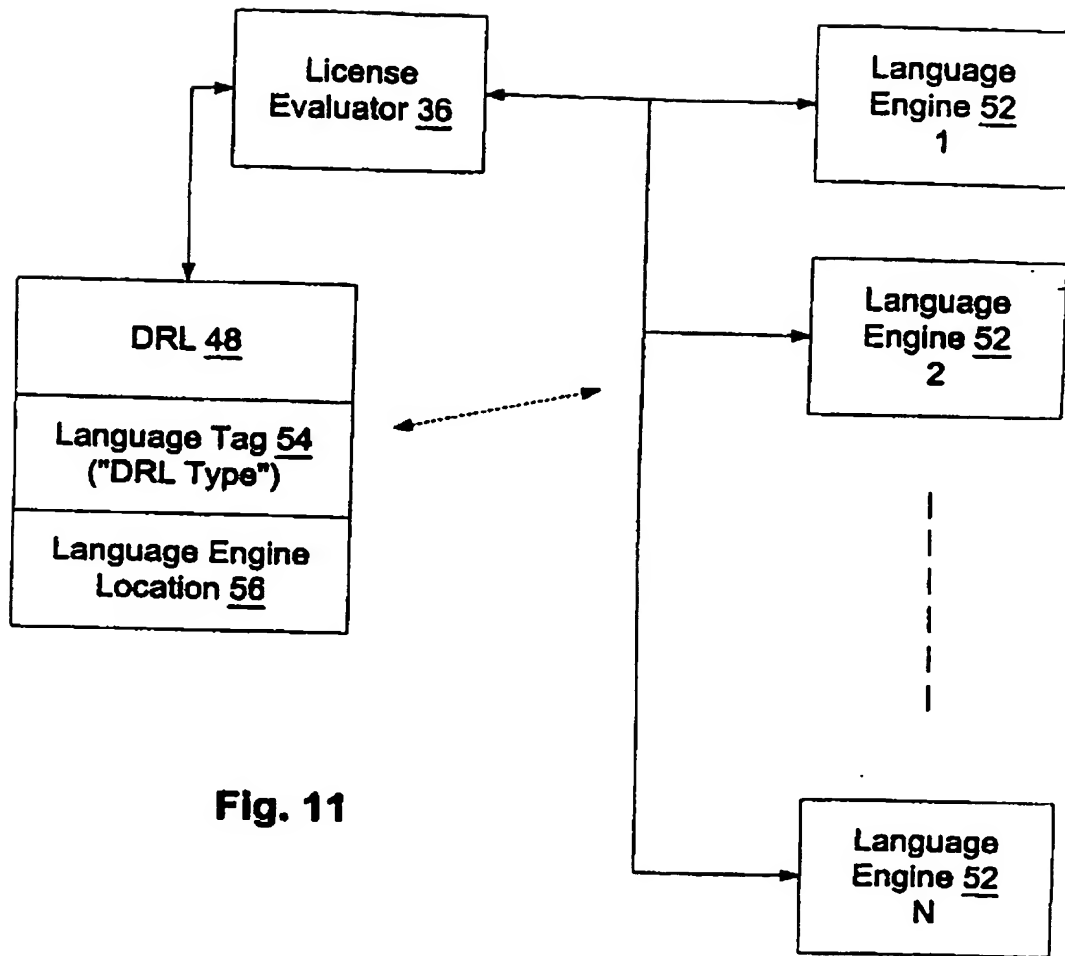 License
Evaluator 36
Language
Engine 52
1
Language
Engine 52
2
DRL 48
Language Tag 54
("DRL Type")
Language Engine
Location 56
Fig. 11
Language
Engine 52
N